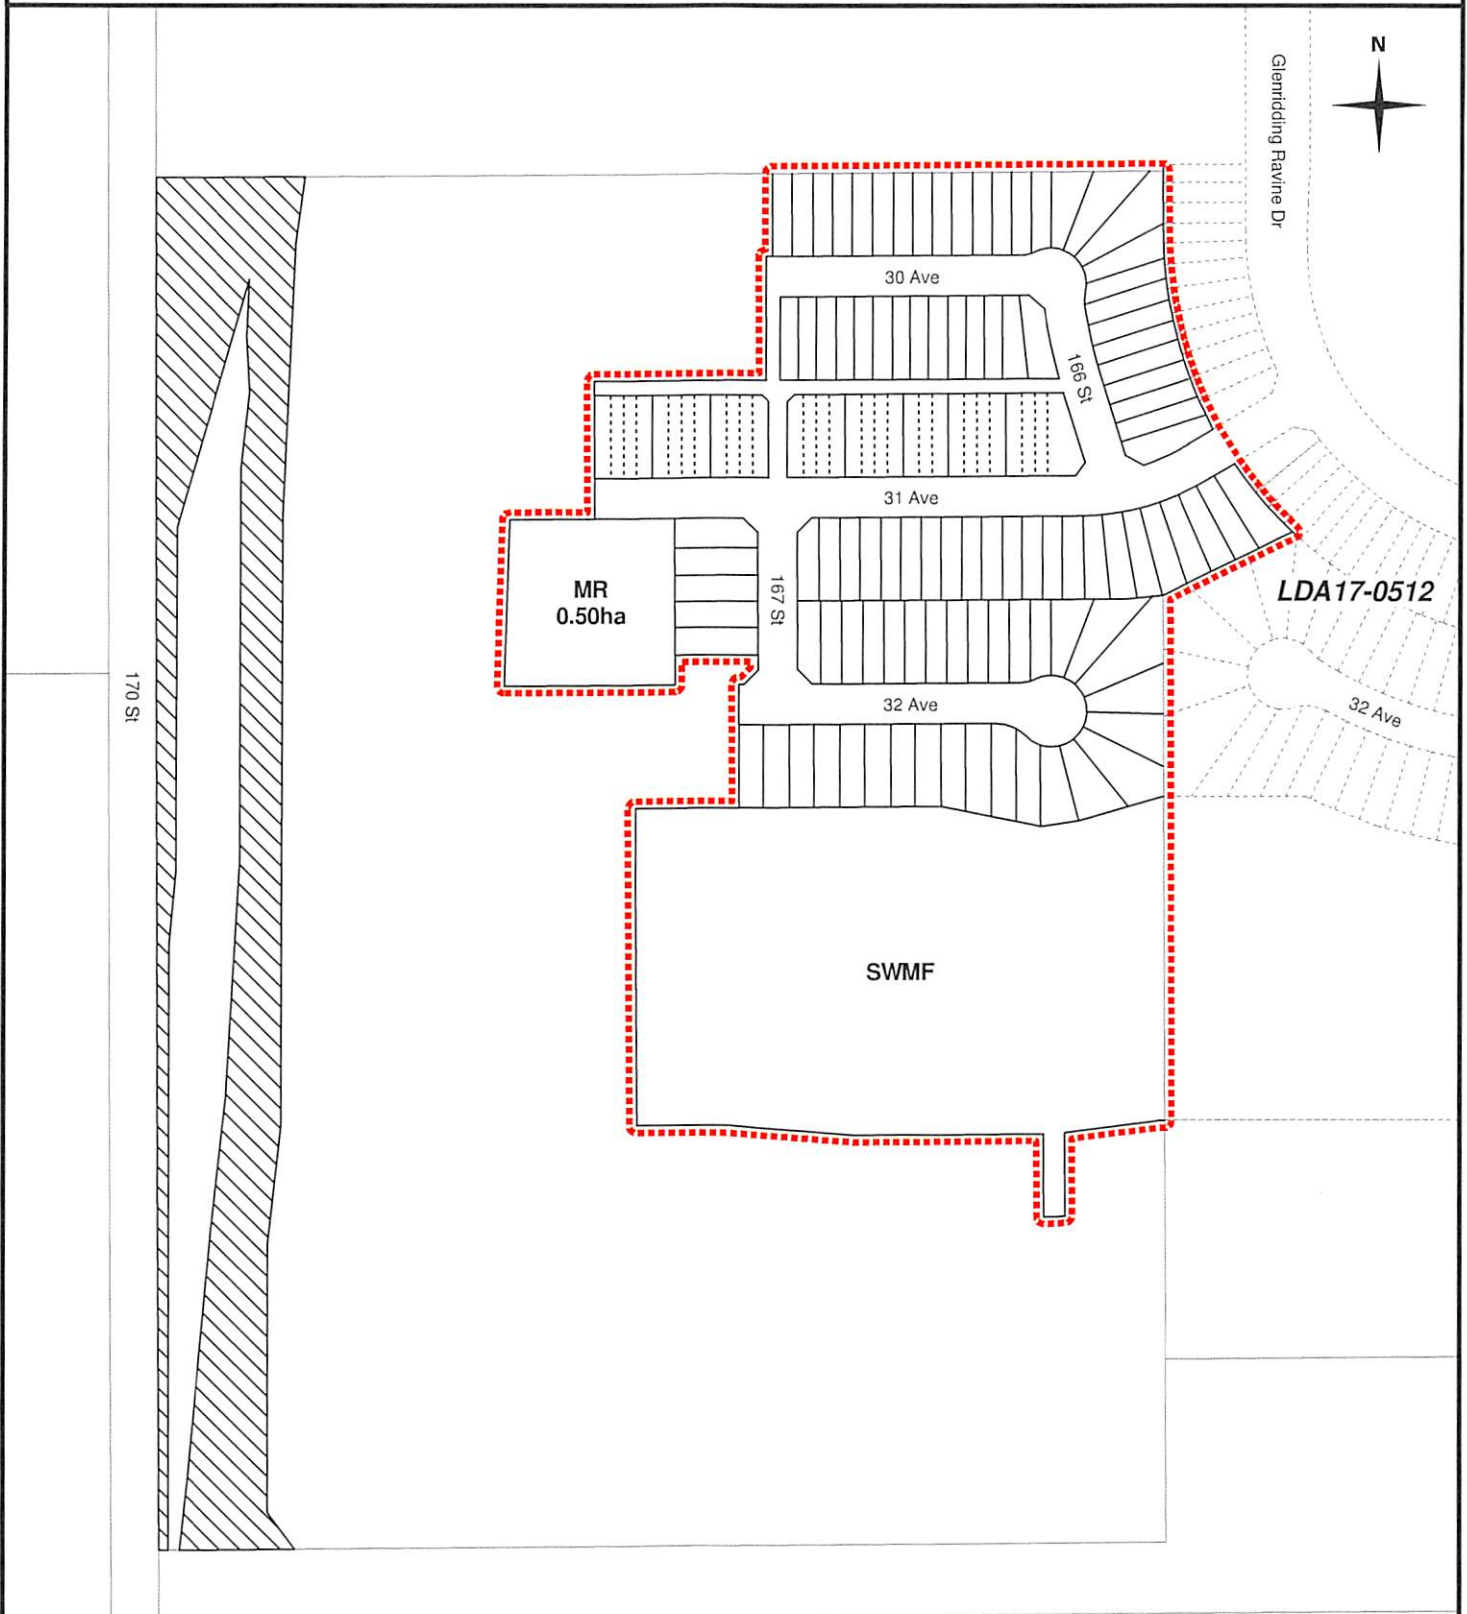 N
Glenridding Ravine Dr
30 Ave
166 St
31 Ave
MR
0.50ha
167 St
LDA17-0512
170 St
32 Ave
32 Ave
SWMF